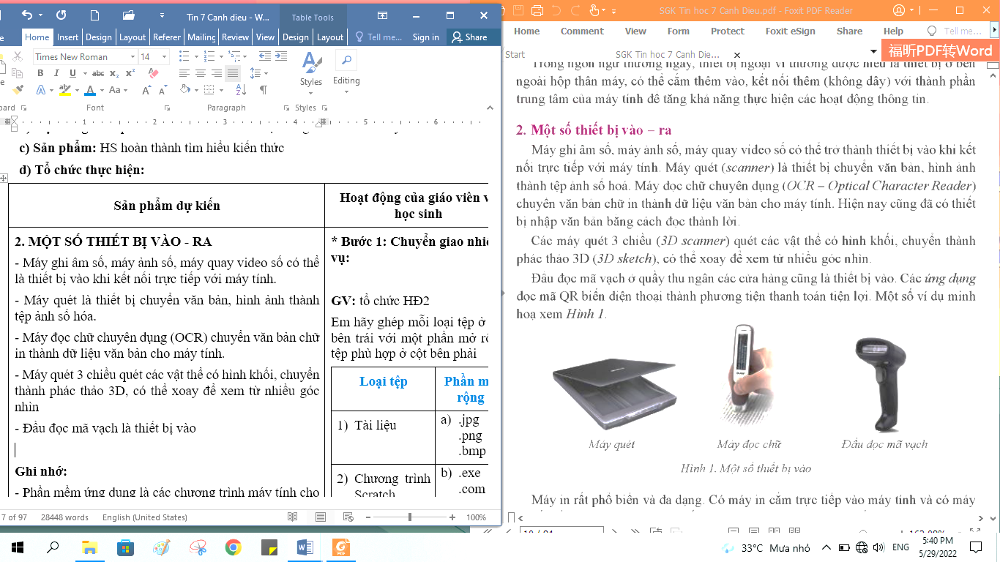 Tin 7 Canh dieu - W...
Table Tools
Home Insert Design Layout Referer Mailing Review View Design Layout Tell me... Sign in Share
Times New Roman 14
B I U abc x₂ x² Styles Editing
A Aa A A
Font Paragraph Styles
1 2 3 4 5 6
c) Sản phẩm: HS hoàn thành tìm hiểu kiến thức
d) Tổ chức thực hiện:
Sản phẩm dự kiến
Hoạt động của giáo viên v
học sinh
2. MỘT SỐ THIẾT BỊ VÀO - RA
- Máy ghi âm số, máy ảnh số, máy quay video số có thể
là thiết bị vào khi kết nối trực tiếp với máy tính.
- Máy quét là thiết bị chuyển văn bản, hình ảnh thành
tệp ảnh số hóa.
- Máy đọc chữ chuyên dụng (OCR) chuyển văn bản chữ
in thành dữ liệu văn bản cho máy tính.
- Máy quét 3 chiều quét các vật thể có hình khối, chuyển
thành phác thảo 3D, có thể xoay để xem từ nhiều góc
nhìn
- Đầu đọc mã vạch là thiết bị vào
Ghi nhớ:
- Phần mềm ứng dụng là các chương trình máy tính cho
* Bước 1: Chuyển giao nhiệ
vụ:
GV: tổ chức HĐ2
Em hãy ghép mỗi loại tệp ở
bên trái với một phần mở rộ
tệp phù hợp ở cột bên phải
Loại tệp
Phần m
rộng
1) Tài liệu
a) .jpg
.png
.bmp
2) Chương trình
Scratch
b) .exe
.com
7 of 97 28448 words English (United States) 100%
SGK Tin hoc 7 Canh Dieu.pdf - Foxit PDF Reader
Home Comment View Form Protect Foxit eSign Share Help Tell me...
Start SGK Tin hoc 7 Canh Die...
福昕PDF转Word
Trong ngôn ngữ thường ngày, thiết bị ngoại vi thường được hiểu là thiết bị ở bên
ngoài hộp thân máy, có thể cắm thêm vào, kết nối thêm (không dây) với thành phần
trung tâm của máy tính để tăng khả năng thực hiện các hoạt động thông tin.
2. Một số thiết bị vào – ra
Máy ghi âm số, máy ảnh số, máy quay video số có thể trở thành thiết bị vào khi kết
nối trực tiếp với máy tính. Máy quét (scanner) là thiết bị chuyển văn bản, hình ảnh
thành tệp ảnh số hoá. Máy đọc chữ chuyên dụng (OCR – Optical Character Reader)
chuyển văn bản chữ in thành dữ liệu văn bản cho máy tính. Hiện nay cũng đã có thiết
bị nhập văn bản bằng cách đọc thành lời.
Các máy quét 3 chiều (3D scanner) quét các vật thể có hình khối, chuyển thành
phác thảo 3D (3D sketch), có thể xoay để xem từ nhiều góc nhìn.
Đầu đọc mã vạch ở quầy thu ngân các cửa hàng cũng là thiết bị vào. Các ứng dụng
đọc mã QR biến điện thoại thành phương tiện thanh toán tiện lợi. Một số ví dụ minh
hoạ xem Hình 1.
Máy quét Máy đọc chữ Đầu đọc mã vạch
Hình 1. Một số thiết bị vào
Máy in rất phổ biến và đa dạng. Có máy in cắm trực tiếp vào máy tính và có máy
33°C Mưa nhỏ ENG 5:40 PM
5/29/2022